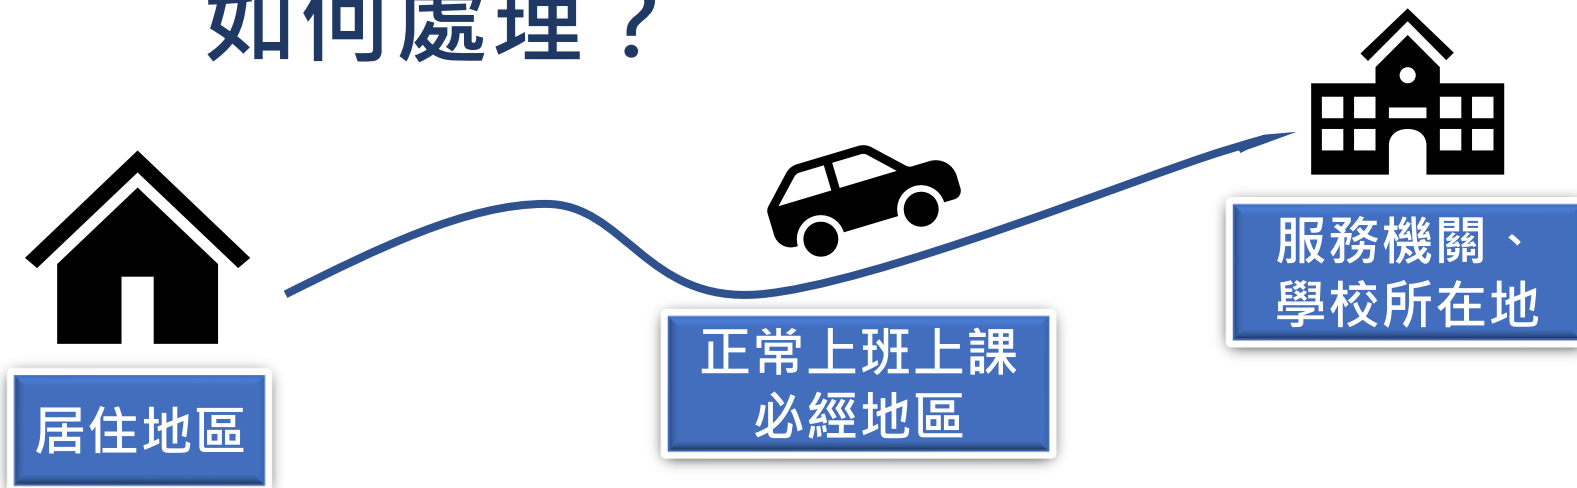 如何處理？
服務機關、
學校所在地
正常上班上課
必經地區
居住地區